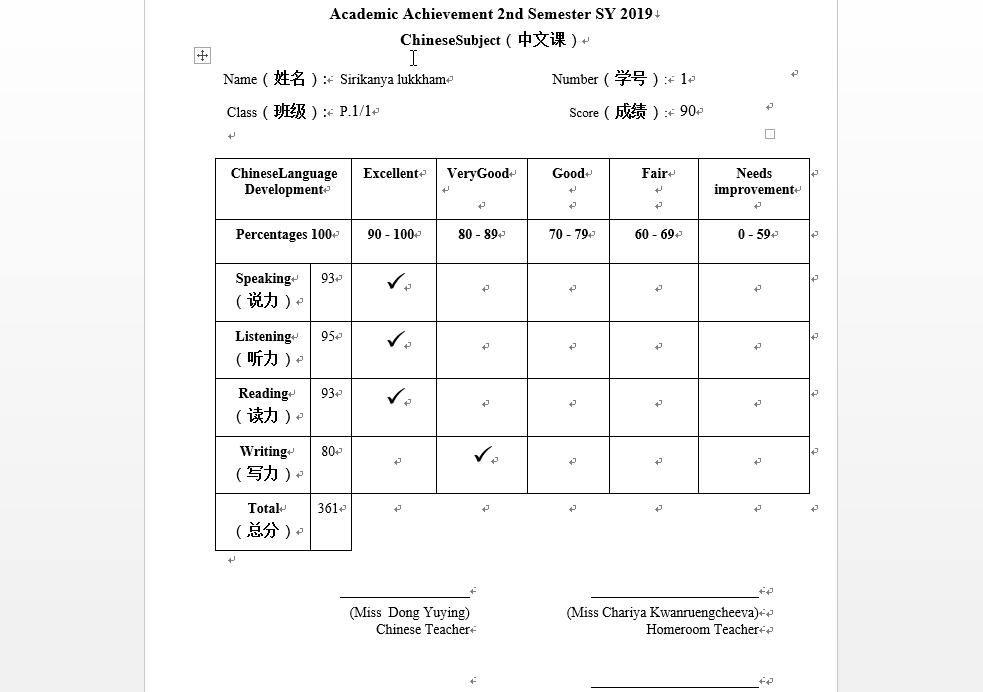 Academic Achievement 2nd Semester SY 2019
ChineseSubject（中文课）
Name（姓名）: Sirikanya lukkham Number（学号）: 1
Class（班级）: P.1/1 Score（成绩）: 90
ChineseLanguage Development Excellent VeryGood Good Fair Needs improvement
Percentages 100 90 - 100 80 - 89 70 - 79 60 - 69 0 - 59
Speaking 93 ✓
（说力）
Listening 95 ✓
（听力）
Reading 93 ✓
（读力）
Writing 80 ✓
（写力）
Total 361
（总分）
(Miss Dong Yuying) (Miss Chariya Kwanruengcheeva)
Chinese Teacher Homeroom Teacher